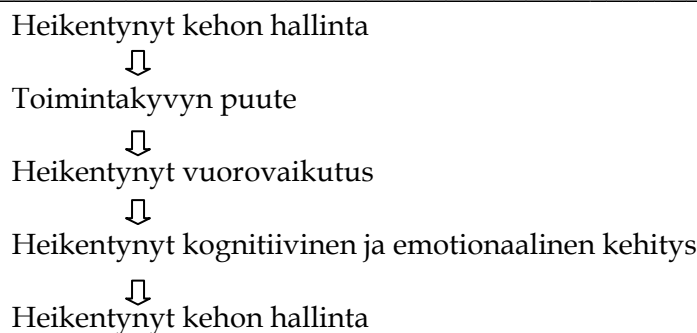 Heikentynyt kehon hallinta
Toimintakyvyn puute
Heikentynyt vuorovaikutus
Heikentynyt kognitiivinen ja emotionaalinen kehitys
Heikentynyt kehon hallinta